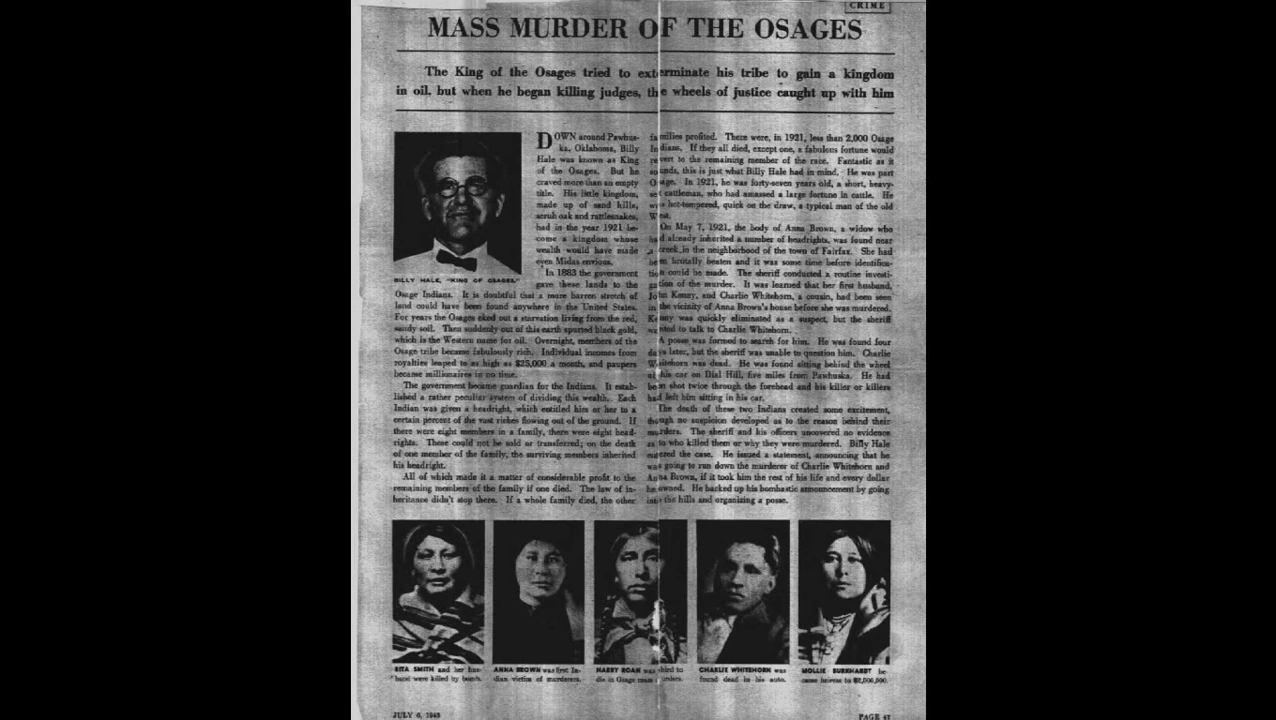 CRIME
MASS MURDER OF THE OSAGES
The King of the Osages tried to exterminate his tribe to gain a kingdom
in oil, but when he began killing judges, the wheels of justice caught up with him
BILLY HALE, "KING OF OSAGES."
DOWN around Pawhus-
ka, Oklahoma, Billy
Hale was known as King
of the Osages. But he
craved more than an empty
title. His little kingdom,
made up of sand hills,
scrub oak and rattlesnakes,
had in the year 1921 be-
come a kingdom whose
wealth would have made
even Midas envious.
In 1883 the government
gave these lands to the
Osage Indians. It is doubtful that a more barren stretch of
land could have been found anywhere in the United States.
For years the Osages eked out a starvation living from the red,
sandy soil. Then suddenly out of this earth spurted black gold,
which is the Western name for oil. Overnight, members of the
Osage tribe became fabulously rich. Individual incomes from
royalties leaped to as high as $25,000 a month, and paupers
became millionaires in no time.
The government became guardian for the Indians. It estab-
lished a rather peculiar system of dividing this wealth. Each
Indian was given a headright, which entitled him or her to a
certain percent of the vast riches flowing out of the ground. If
there were eight members in a family, there were eight head-
rights. These could not be sold or transferred; on the death
of one member of the family, the surviving members inherited
his headright.
All of which made it a matter of considerable profit to the
remaining members of the family if one died. The law of in-
heritance didn't stop there. If a whole family died, the other
families profited. There were, in 1921, less than 2,000 Osage
Indians. If they all died, except one, a fabulous fortune would
revert to the remaining member of the race. Fantastic as it
sounds, this is just what Billy Hale had in mind. He was part
Osage. In 1921, he was forty-seven years old, a short, heavy-
set cattleman, who had amassed a large fortune in cattle. He
was hot-tempered, quick on the draw, a typical man of the old
West.
On May 7, 1921, the body of Anna Brown, a widow who
had already inherited a number of headrights, was found near
a creek in the neighborhood of the town of Fairfax. She had
been brutally beaten and it was some time before identifica-
tion could be made. The sheriff conducted a routine investi-
gation of the murder. It was learned that her first husband,
John Kenny, and Charlie Whitehorn, a cousin, had been seen
in the vicinity of Anna Brown's house before she was murdered.
Kenny was quickly eliminated as a suspect, but the sheriff
wanted to talk to Charlie Whitehorn.
A posse was formed to search for him. He was found four
days later, but the sheriff was unable to question him. Charlie
Whitehorn was dead. He was found sitting behind the wheel
of his car on Dial Hill, five miles from Pawhuska. He had
been shot twice through the forehead and his killer or killers
had left him sitting in his car.
The death of these two Indians created some excitement,
though no suspicion developed as to the reason behind their
murders. The sheriff and his officers uncovered no evidence
as to who killed them or why they were murdered. Billy Hale
entered the case. He issued a statement, announcing that he
was going to run down the murderer of Charlie Whitehorn and
Anna Brown, if it took him the rest of his life and every dollar
he owned. He backed up his bombastic announcement by going
into the hills and organizing a posse.
RITA SMITH and her hus-
band were killed by bomb.
ANNA BROWN was first In-
dian victim of murderers.
HARRY ROAN was third to
die in Osage mass murders.
CHARLIE WHITEHORN was
found dead in his auto.
MOLLIE BURKHARDT be-
came heiress to $2,000,000.
JULY 6, 1943
PAGE 41